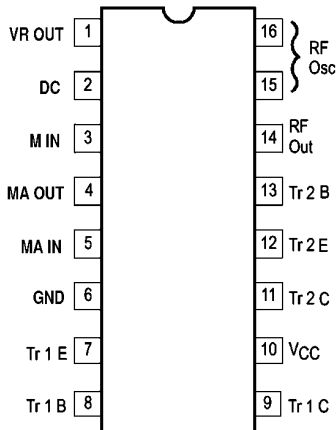 VR OUT 1
DC 2
M IN 3
MA OUT 4
MA IN 5
GND 6
Tr 1 E 7
Tr 1 B 8
16 RF
Osc
15
14 RF
Out
13 Tr 2 B
12 Tr 2 E
11 Tr 2 C
10 VCC
9 Tr 1 C